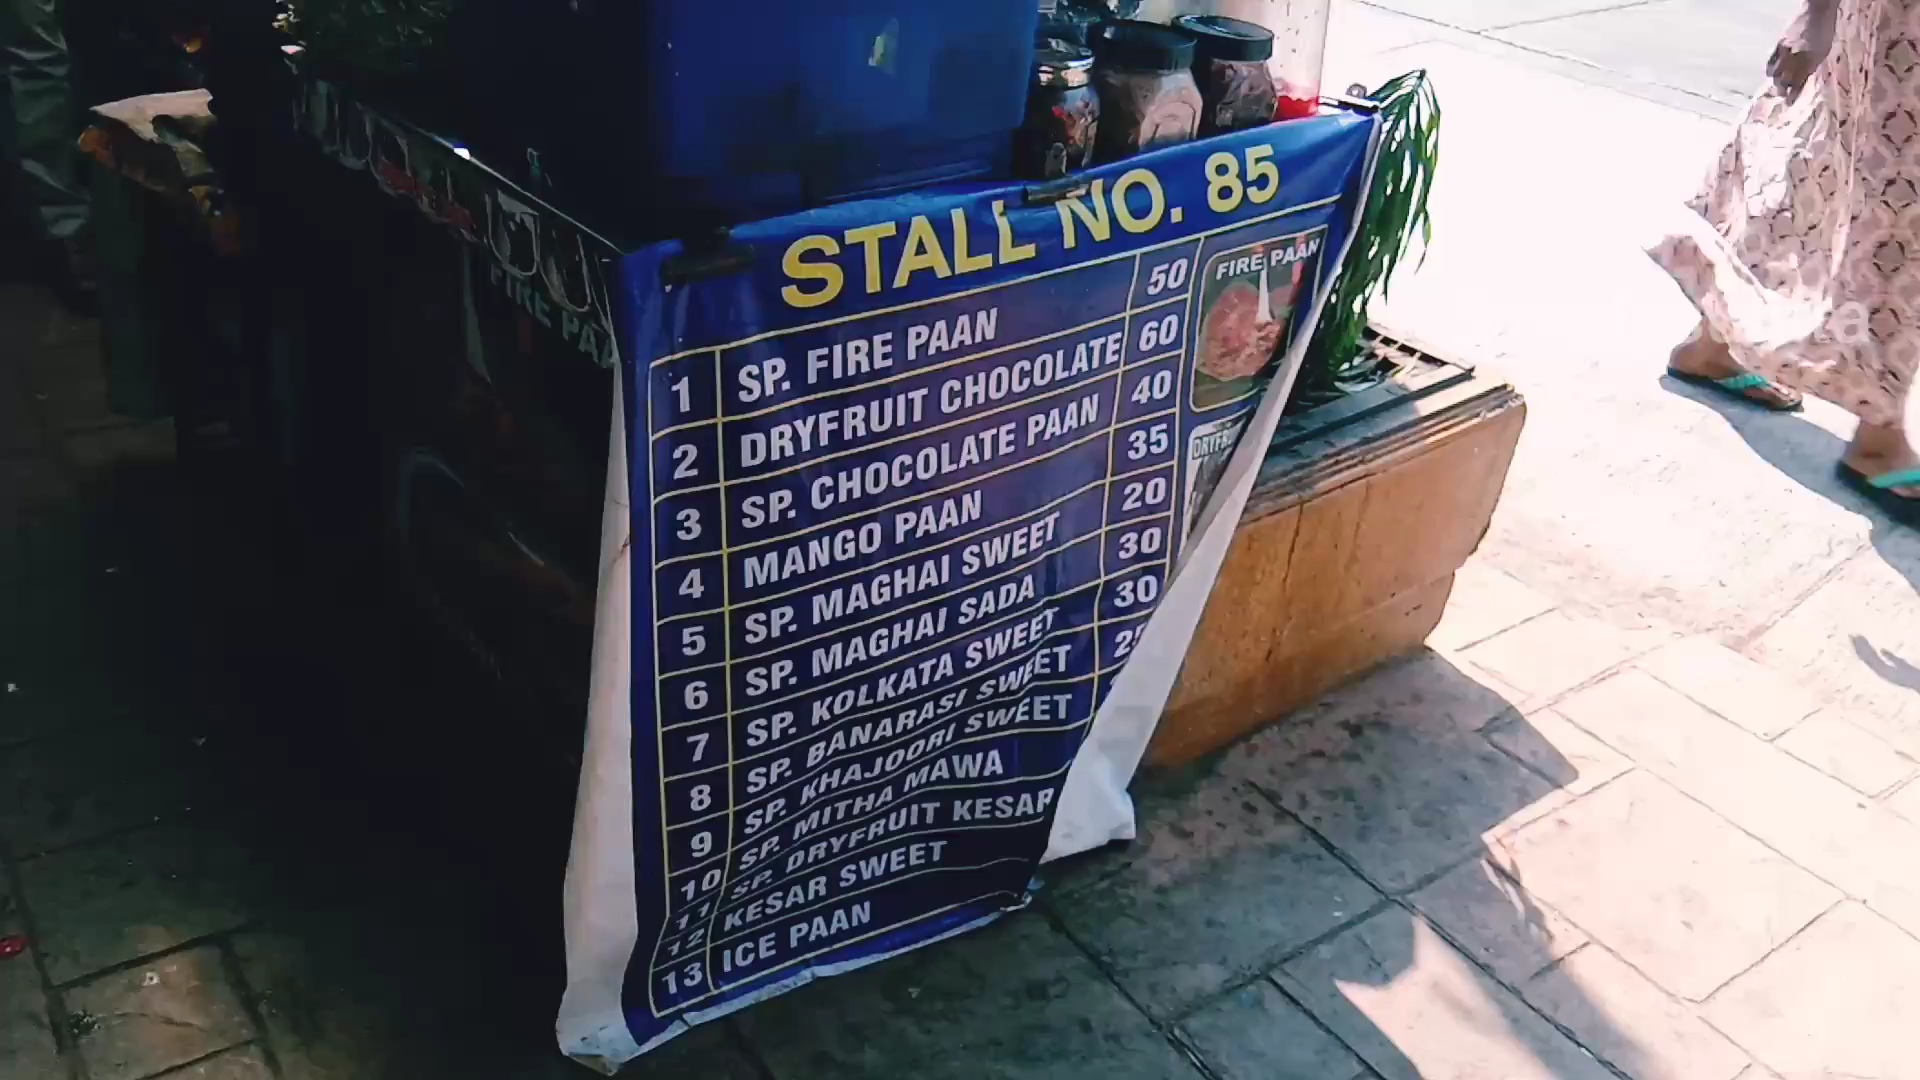 STALL NO. 85
1 SP. FIRE PAAN 50
2 DRYFRUIT CHOCOLATE 60
3 SP. CHOCOLATE PAAN 40
4 MANGO PAAN 35
5 SP. MAGHAI SWEET 20
6 SP. MAGHAI SADA 30
7 SP. KOLKATA SWEET 30
8 SP. BANARASI SWEET
9 SP. KHAJOORI SWEET
10 SP. MITHA MAWA
11 SP. DRYFRUIT KESAR
12 KESAR SWEET
13 ICE PAAN
FIRE PAAN
FIRE